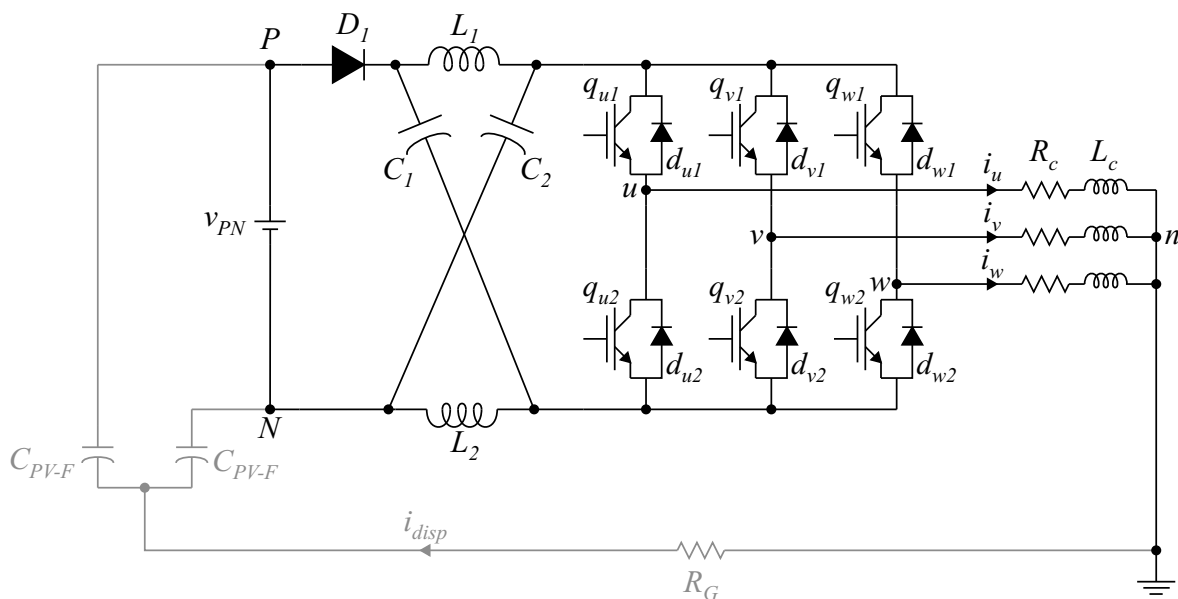 P
D1
L1
C1
C2
vPN
N
L2
qu1
qv1
qw1
du1
dv1
dw1
u
v
w
iu
iv
iw
Rc
Lc
n
qu2
qv2
qw2
du2
dv2
dw2
CPV-F
CPV-F
idisp
RG